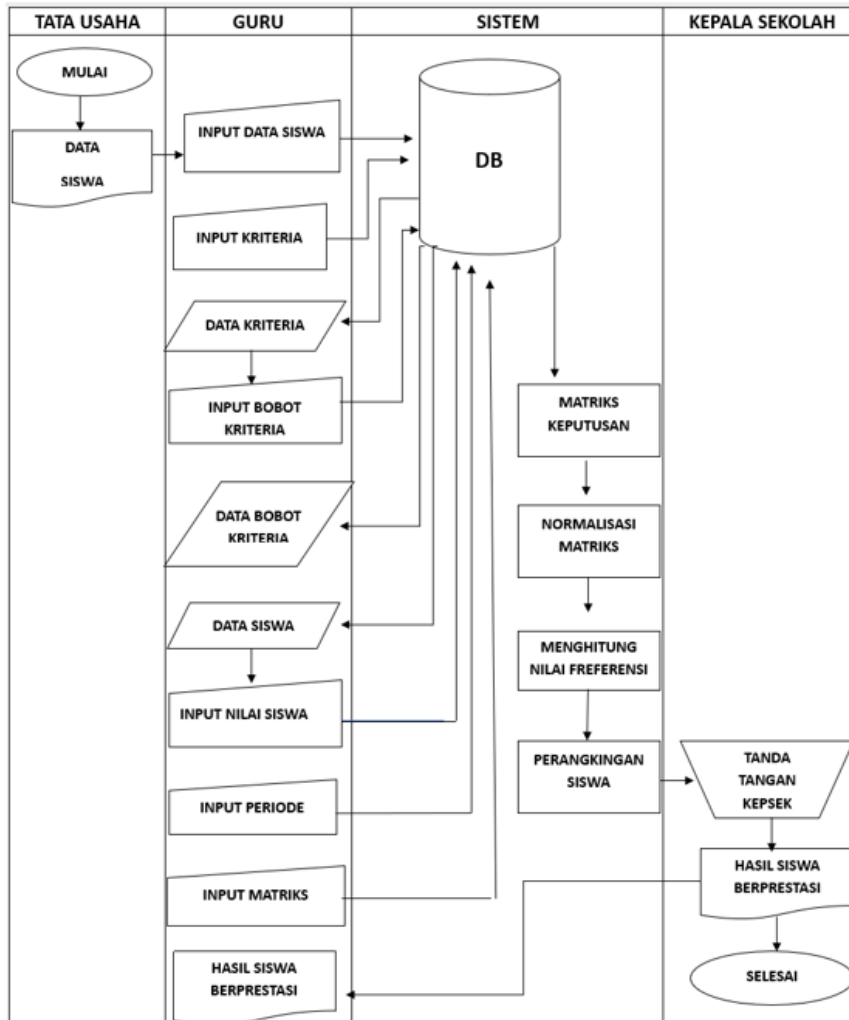 TATA USAHA
GURU
SISTEM
KEPALA SEKOLAH
MULAI
DATA
SISWA
INPUT DATA SISWA
DB
INPUT KRITERIA
DATA KRITERIA
INPUT BOBOT
KRITERIA
MATRIKS
KEPUTUSAN
DATA BOBOT
KRITERIA
NORMALISASI
MATRIKS
DATA SISWA
MENGHITUNG
NILAI FREFERENSI
INPUT NILAI SISWA
PERANGKINGAN
SISWA
TANDA
TANGAN
KEPSEK
INPUT PERIODE
HASIL SISWA
BERPRESTASI
INPUT MATRIKS
HASIL SISWA
BERPRESTASI
SELESAI